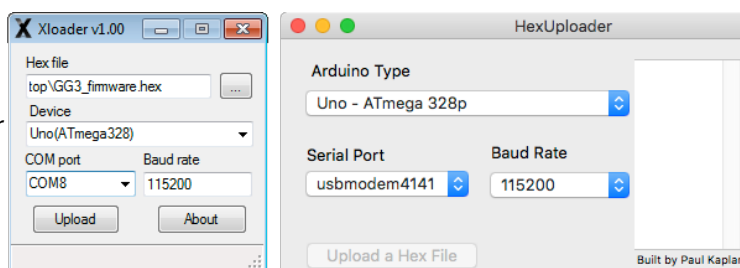 Xloader v1.00
Hex file
top\GG3_firmware.hex
...
Device
Uno(ATmega328)
COM port Baud rate
COM8 115200
Upload About
HexUploader
Arduino Type
Uno - ATmega 328p
Serial Port Baud Rate
usbmodem4141 115200
Upload a Hex File
Built by Paul Kaplan